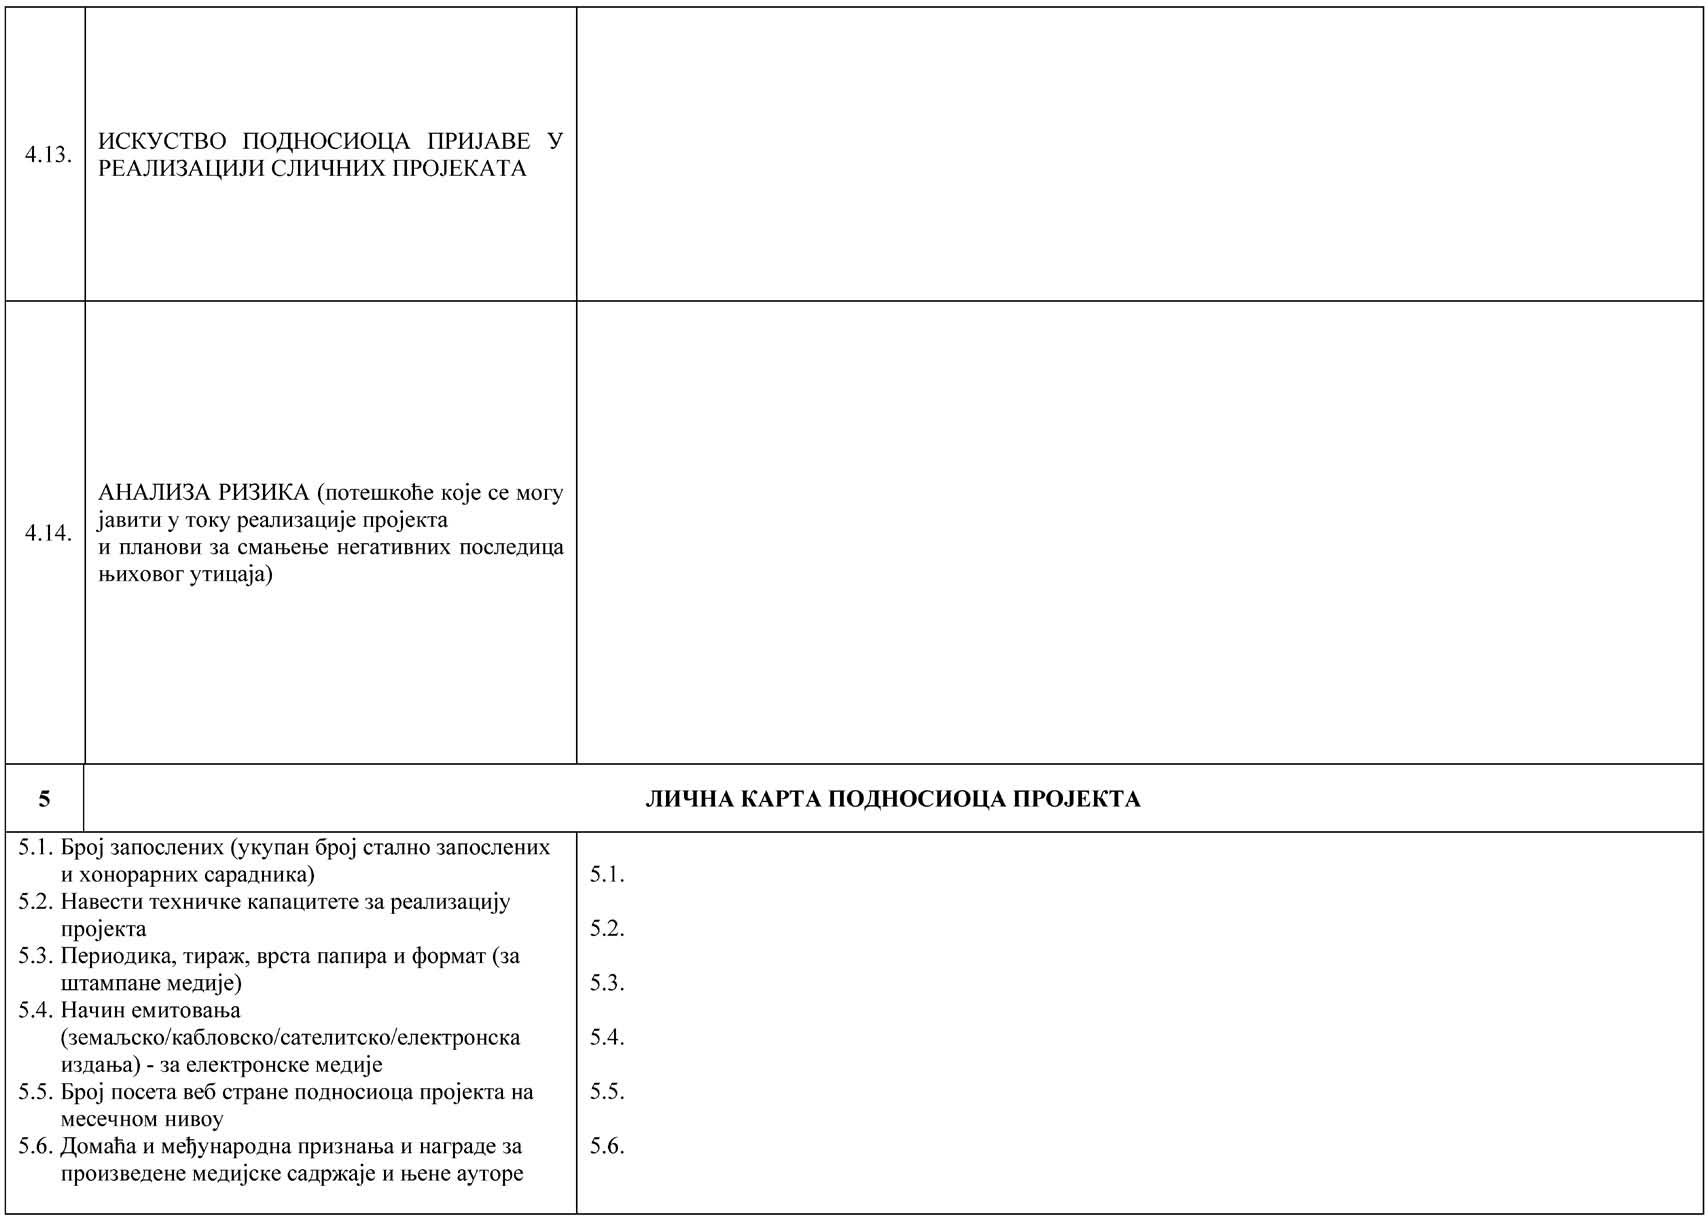 4.13.
ИСКУСТВО ПОДНОСИОЦА ПРИЈАВЕ У
РЕАЛИЗАЦИЈИ СЛИЧНИХ ПРОЈЕКАТА
4.14.
АНАЛИЗА РИЗИКА (потешкоће које се могу
јавити у току реализације пројекта
и планови за смањење негативних последица
њиховог утицаја)
5
ЛИЧНА КАРТА ПОДНОСИОЦА ПРОЈЕКТА
5.1. Број запослених (укупан број стално запослених
и хонорарних сарадника)
5.2. Навести техничке капацитете за реализацију
пројекта
5.3. Периодика, тираж, врста папира и формат (за
штампане медије)
5.4. Начин емитовања
(земаљско/кабловско/сателитско/електронска
издања) - за електронске медије
5.5. Број посета веб стране подносиоца пројекта на
месечном нивоу
5.6. Домаћа и међународна признања и награде за
произведене медијске садржаје и њене ауторе
5.1.
5.2.
5.3.
5.4.
5.5.
5.6.